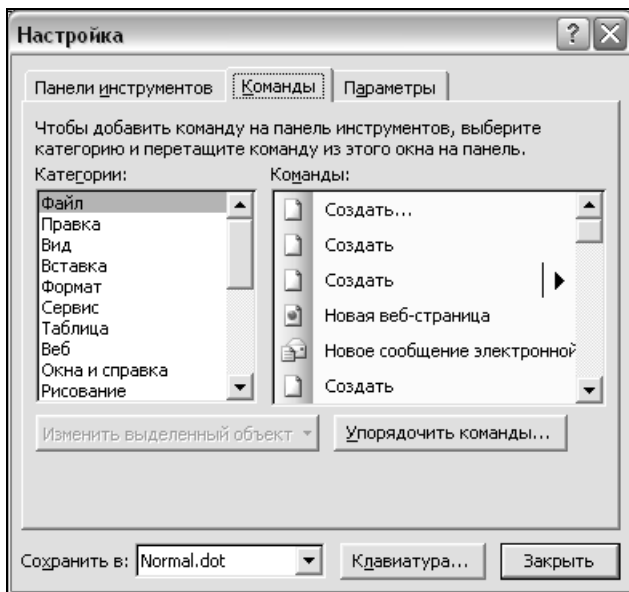 Настройка
Панели инструментов Команды Параметры
Чтобы добавить команду на панель инструментов, выберите
категорию и перетащите команду из этого окна на панель.
Категории: Команды:
Файл
Правка
Вид
Вставка
Формат
Сервис
Таблица
Веб
Окна и справка
Рисование
Создать...
Создать
Создать
Новая веб-страница
Новое сообщение электронной
Создать
Изменить выделенный объект
Упорядочить команды...
Сохранить в: Normal.dot Клавиатура... Закрыть